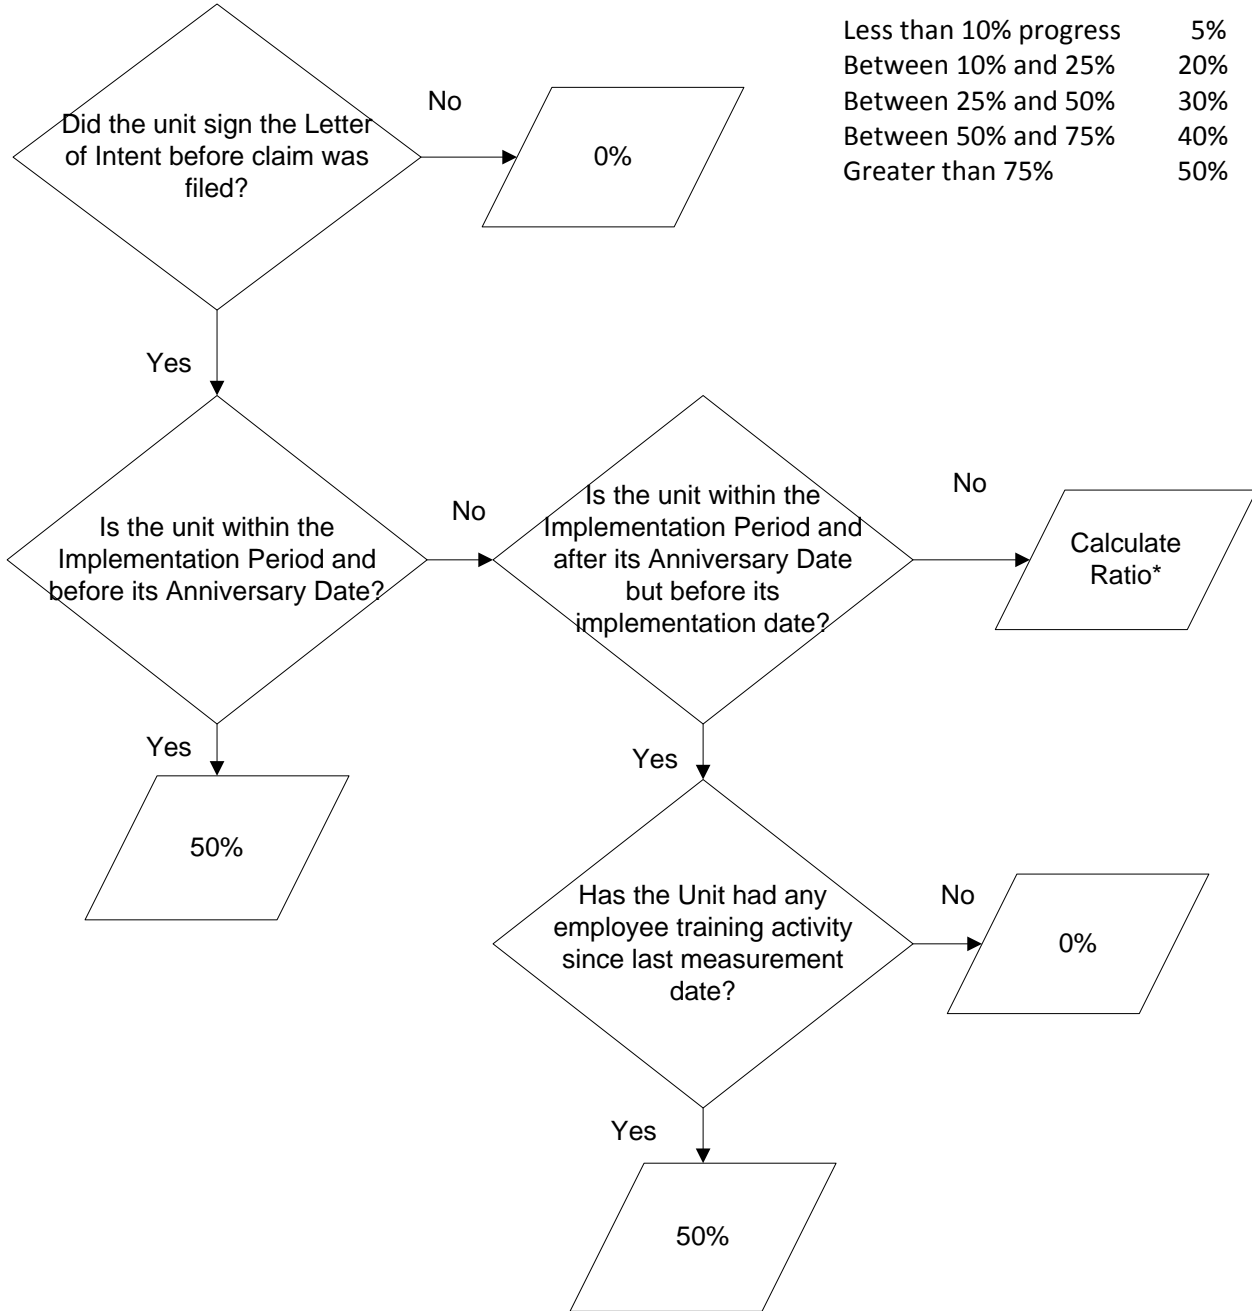 Less than 10% progress 5%
Between 10% and 25% 20%
Between 25% and 50% 30%
Between 50% and 75% 40%
Greater than 75% 50%
Did the unit sign the Letter
of Intent before claim was
filed?
No
0%
Yes
Is the unit within the
Implementation Period and
before its Anniversary Date?
No
Is the unit within the
Implementation Period and
after its Anniversary Date
but before its
implementation date?
No
Calculate
Ratio*
Yes
50%
Yes
Has the Unit had any
employee training activity
since last measurement
date?
No
0%
Yes
50%